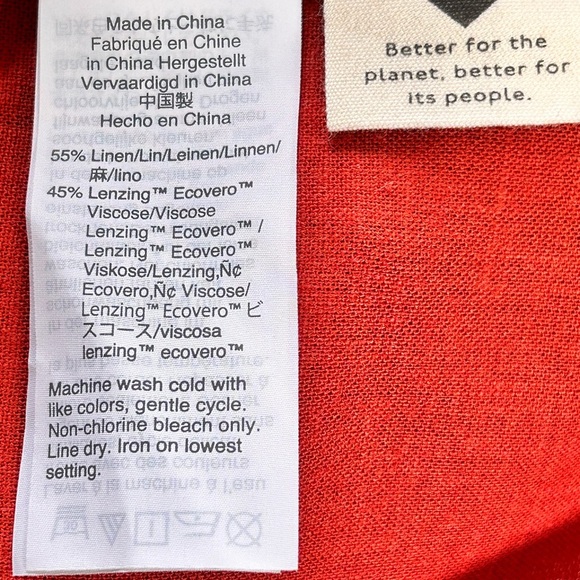 Made in China
Fabriqué en Chine
in China Hergestellt
Vervaardigd in China
中国製
Hecho en China
55% Linen/Lin/Leinen/Linnen/
麻/lino
45% Lenzing™ Ecovero™
Viscose/Viscose
Lenzing™ Ecovero™ /
Lenzing™ Ecovero™
Viskose/Lenzing‚Ñ¢
Ecovero‚Ñ¢ Viscose/
Lenzing™ Ecovero™ ビ
スコース/viscosa
lenzing™ ecovero™
Machine wash cold with
like colors, gentle cycle.
Non-chlorine bleach only.
Line dry. Iron on lowest
setting.
Better for the
planet, better for
its people.